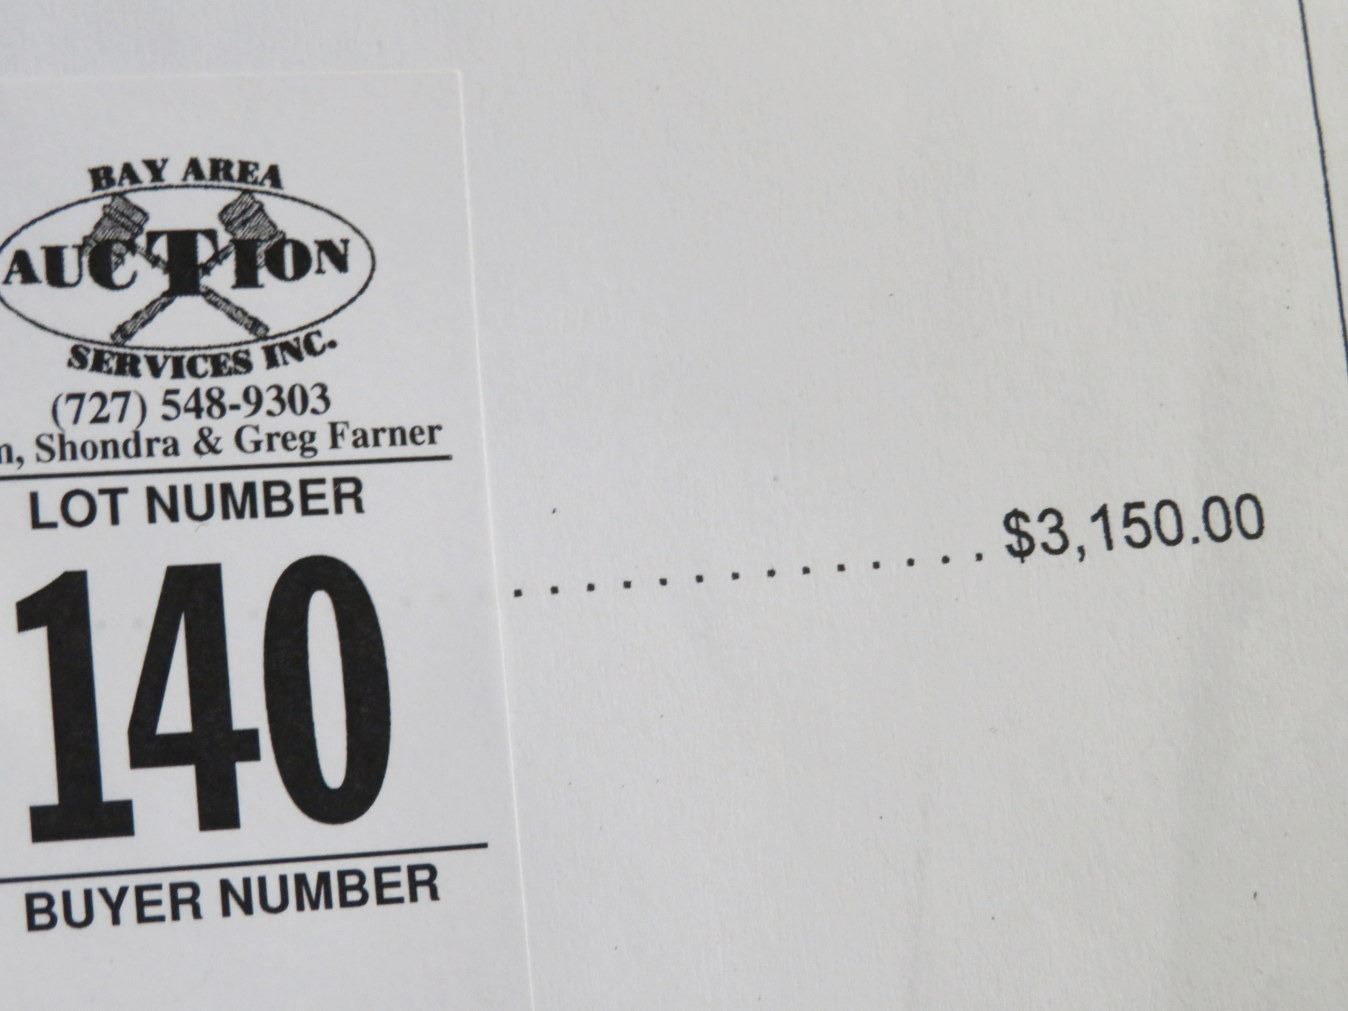 BAY AREA
AUCTION
SERVICES INC.
(727) 548-9303
Shondra & Greg Farner
LOT NUMBER
140
BUYER NUMBER
. . . . . . . . . . . . . . $3,150.00